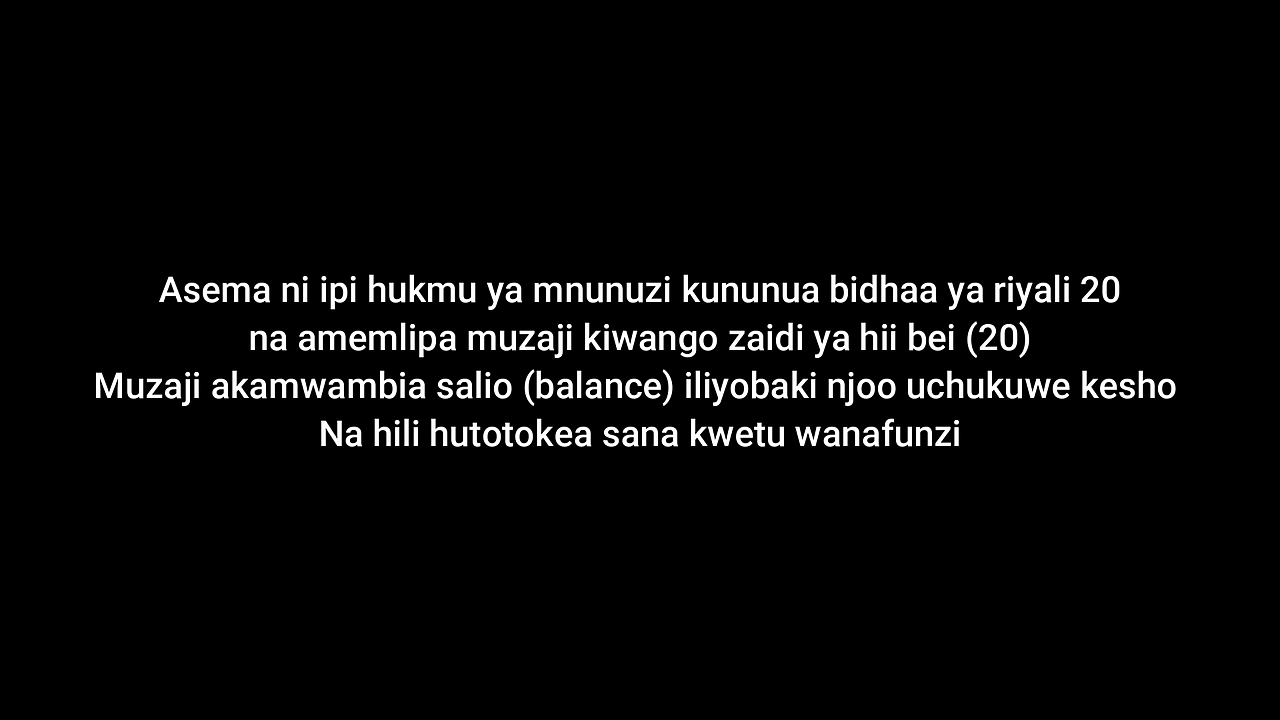 Asema ni ipi hukmu ya mnunuzi kununua bidhaa ya riyali 20
na amemlipa muzaji kiwango zaidi ya hii bei (20)
Muzaji akamwambia salio (balance) iliyobaki njoo uchukuwe kesho
Na hili hutotokea sana kwetu wanafunzi